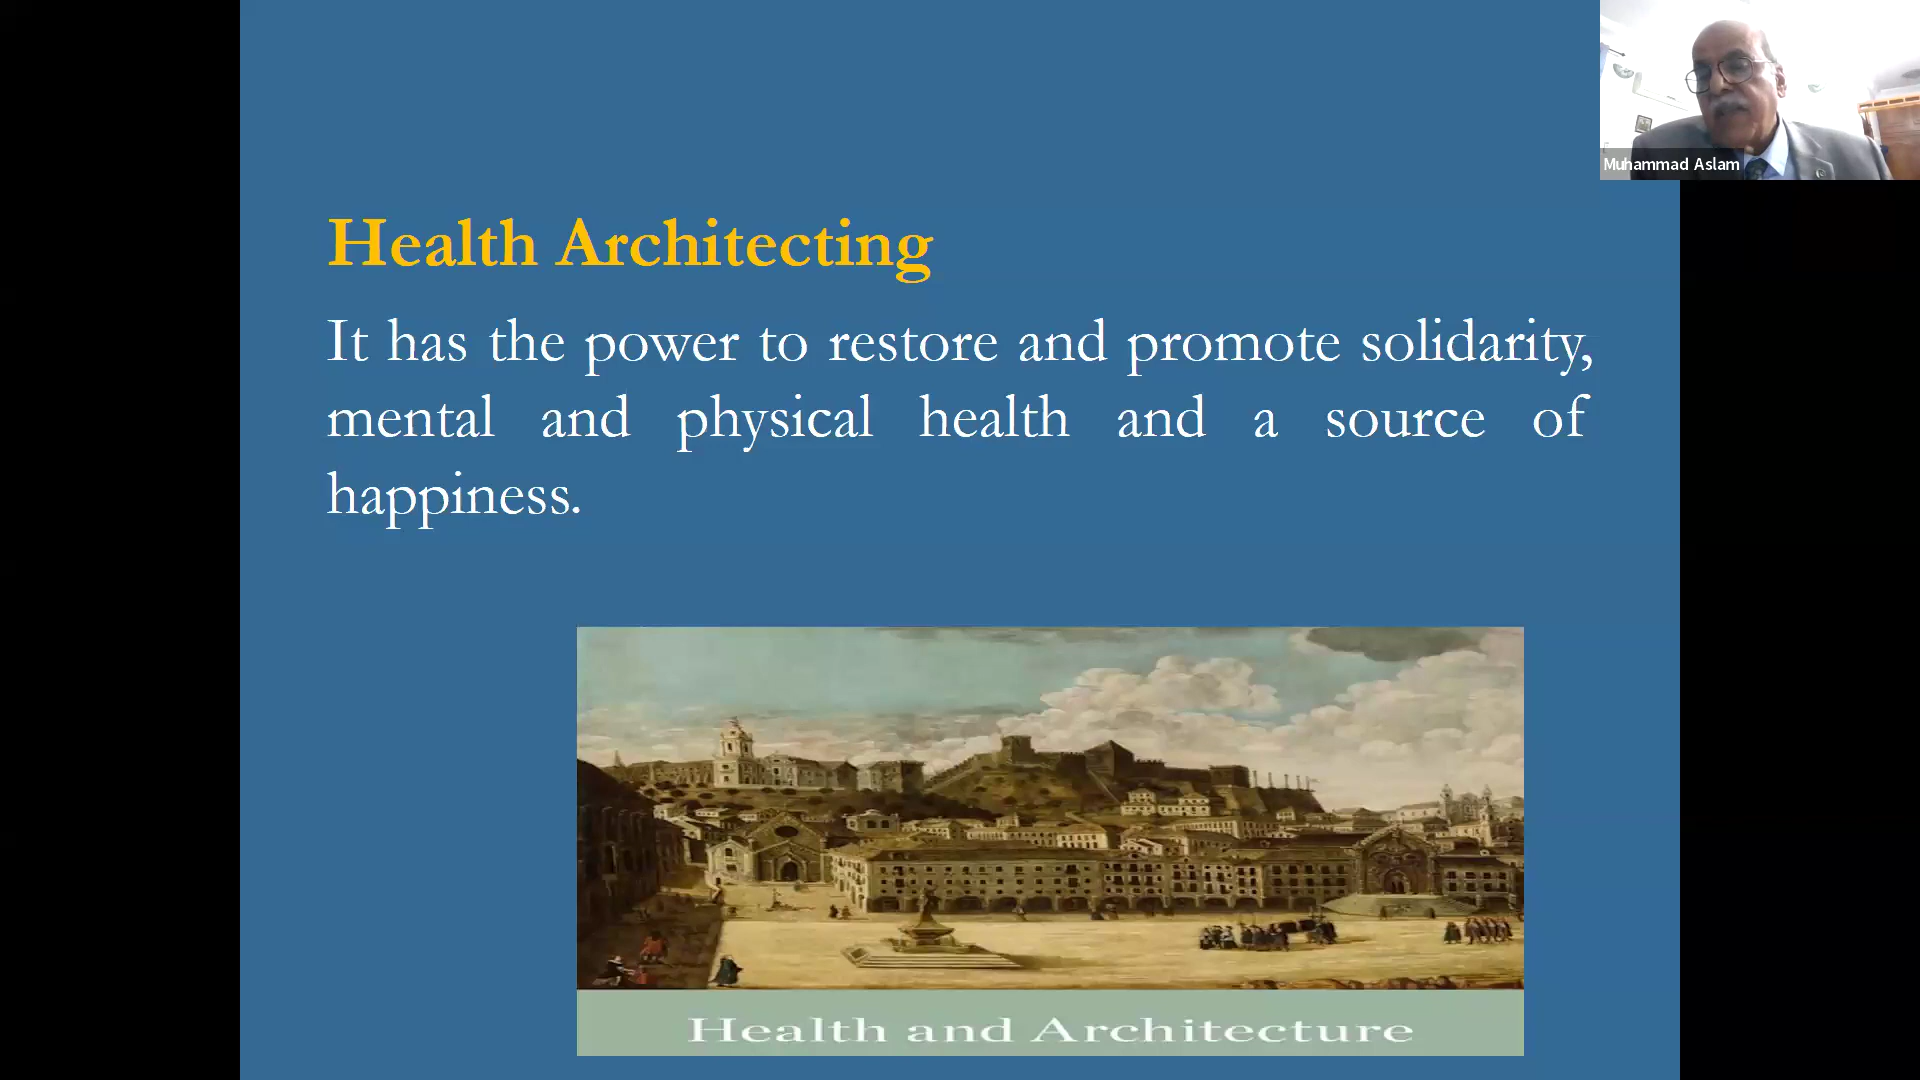 Muhammad Aslam
Health Architecting
It has the power to restore and promote solidarity,
mental and physical health and a source of
happiness.
Health and Architecture